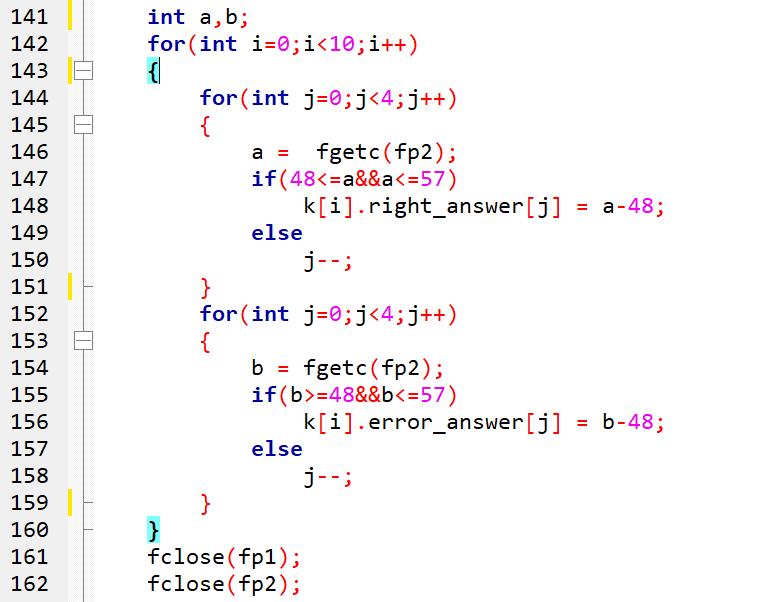 141 int a,b;
142 for(int i=0;i<10;i++)
143 {
144 for(int j=0;j<4;j++)
145 {
146 a =  fgetc(fp2);
147 if(48<=a&&a<=57)
148 k[i].right_answer[j] = a-48;
149 else
150 j--;
151 }
152 for(int j=0;j<4;j++)
153 {
154 b = fgetc(fp2);
155 if(b>=48&&b<=57)
156 k[i].error_answer[j] = b-48;
157 else
158 j--;
159 }
160 }
161 fclose(fp1);
162 fclose(fp2);